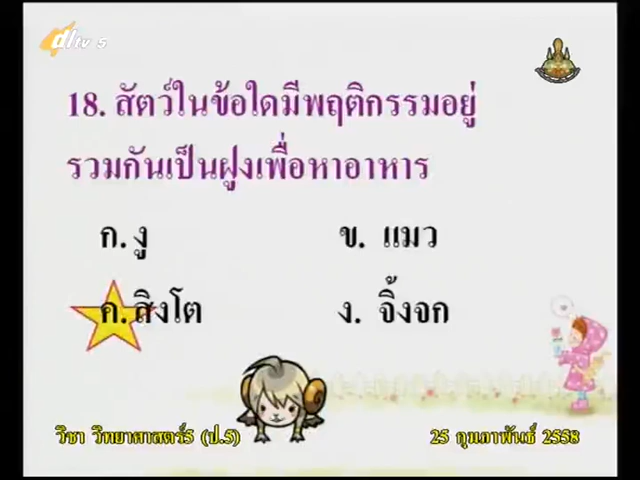 dltv 5
18. สัตว์ในข้อใดมีพฤติกรรมอยู่
รวมกันเป็นฝูงเพื่อหาอาหาร
ก. งู ข. แมว
ค. สิงโต ง. จิ้งจก
วิชา วิทยาศาสตร์5 (ป.5) 25 กุมภาพันธ์ 2558